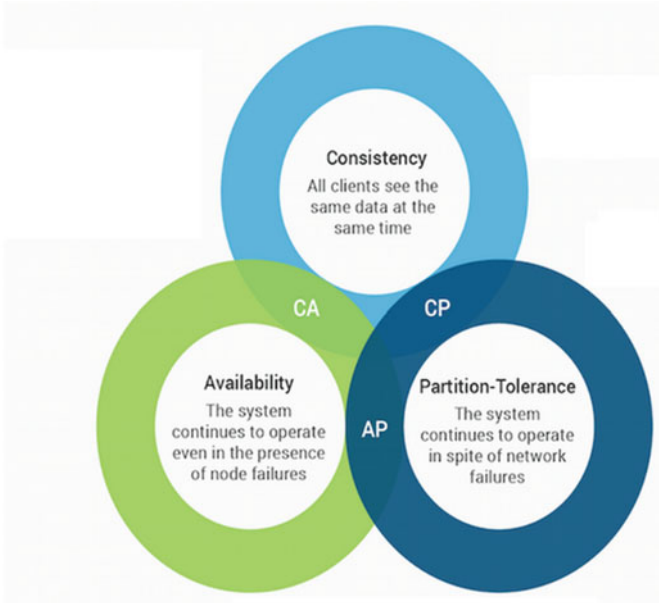 Consistency
All clients see the
same data at the
same time
CA
CP
Availability
The system
continues to operate
even in the presence
of node failures
AP
Partition-Tolerance
The system
continues to operate
in spite of network
failures